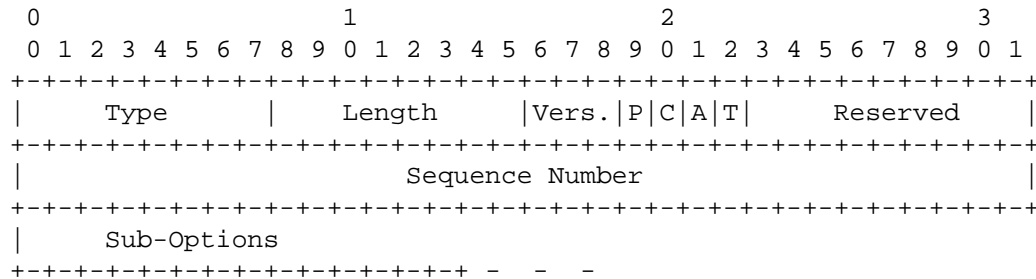 0                   1                   2                   3
 0 1 2 3 4 5 6 7 8 9 0 1 2 3 4 5 6 7 8 9 0 1 2 3 4 5 6 7 8 9 0 1
+-+-+-+-+-+-+-+-+-+-+-+-+-+-+-+-+-+-+-+-+-+-+-+-+-+-+-+-+-+-+-+-+
|     Type      |    Length     |Vers.|P|C|A|T|     Reserved    |
+-+-+-+-+-+-+-+-+-+-+-+-+-+-+-+-+-+-+-+-+-+-+-+-+-+-+-+-+-+-+-+-+
|                        Sequence Number                        |
+-+-+-+-+-+-+-+-+-+-+-+-+-+-+-+-+-+-+-+-+-+-+-+-+-+-+-+-+-+-+-+-+
|     Sub-Options
+-+-+-+-+-+-+-+-+-+-+-+-+-+-+ -  -  -